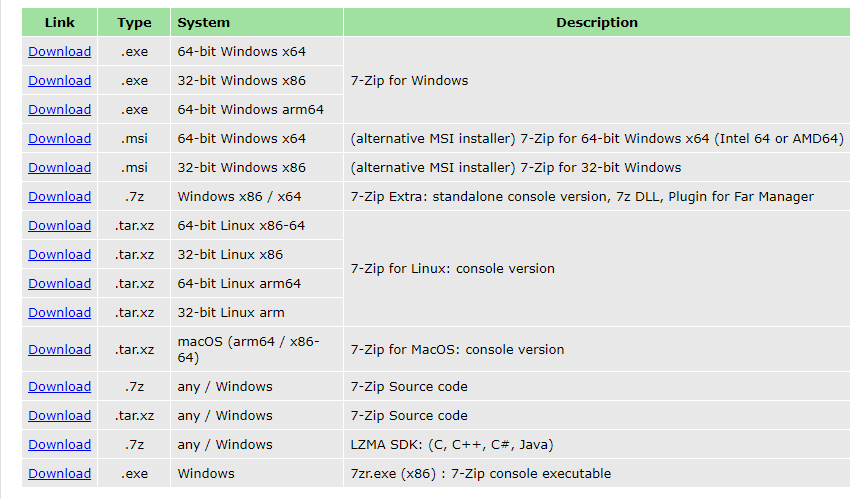 Link Type System Description
Download .exe 64-bit Windows x64
Download .exe 32-bit Windows x86 7-Zip for Windows
Download .exe 64-bit Windows arm64
Download .msi 64-bit Windows x64 (alternative MSI installer) 7-Zip for 64-bit Windows x64 (Intel 64 or AMD64)
Download .msi 32-bit Windows x86 (alternative MSI installer) 7-Zip for 32-bit Windows
Download .7z Windows x86 / x64 7-Zip Extra: standalone console version, 7z DLL, Plugin for Far Manager
Download .tar.xz 64-bit Linux x86-64
Download .tar.xz 32-bit Linux x86
7-Zip for Linux: console version
Download .tar.xz 64-bit Linux arm64
Download .tar.xz 32-bit Linux arm
macOS (arm64 / x86-
Download .tar.xz 7-Zip for MacOS: console version
64)
Download .7z any / Windows 7-Zip Source code
Download .tar.xz any / Windows 7-Zip Source code
Download .7z any / Windows LZMA SDK: (C, C++, C#, Java)
Download .exe Windows 7zr.exe (x86) : 7-Zip console executable